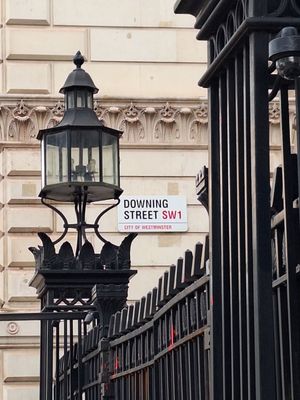 DOWNING
STREET SW1
CITY OF WESTMINSTER